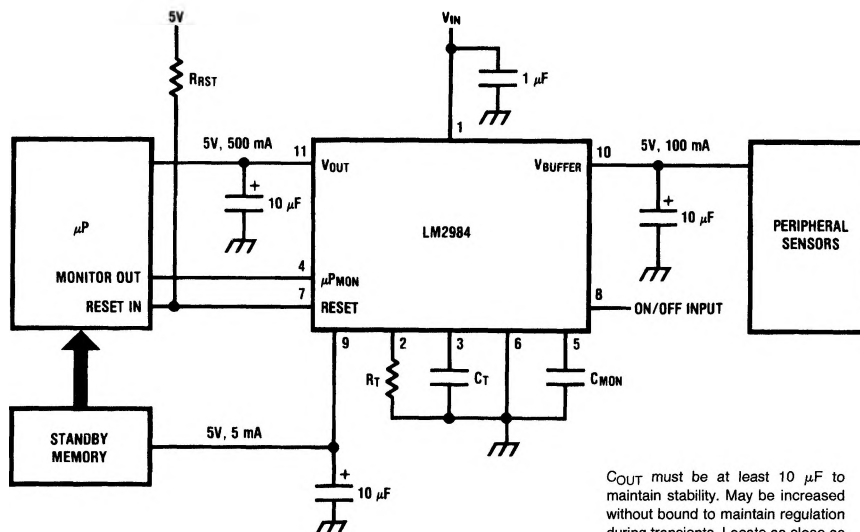 5V
VIN
RRST
1 μF
1
5V, 500 mA
11
VOUT
10 μF
+
VBUFFER
10
5V, 100 mA
+
10 μF
μP
LM2984
PERIPHERAL
SENSORS
MONITOR OUT
4
μPMON
RESET IN
7
RESET
8
ON/OFF INPUT
9
2
3
6
5
RT
CT
CMON
STANDBY
MEMORY
5V, 5 mA
+
10 μF
COUT must be at least 10 μF to
maintain stability. May be increased
without bound to maintain regulation
during transients. Locate as close as